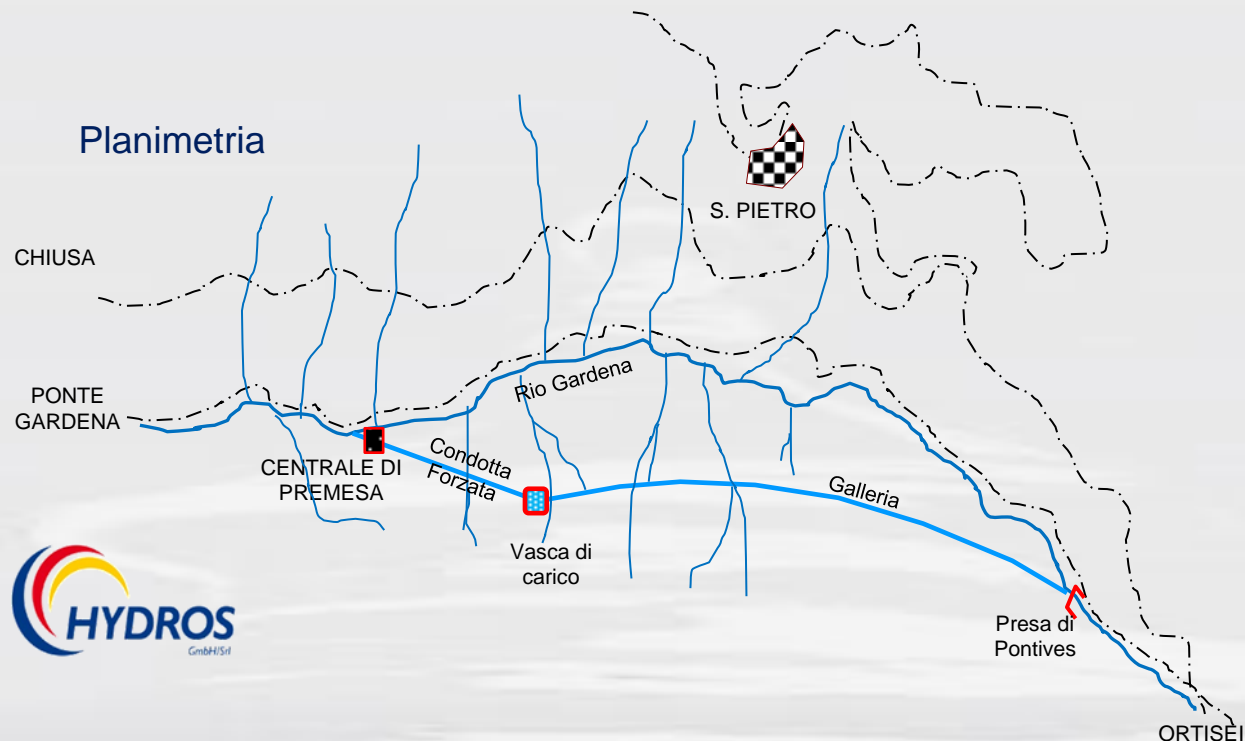 Planimetria
S. PIETRO
CHIUSA
PONTE
GARDENA
Rio Gardena
CENTRALE DI
PREMESA
Condotta
Forzata
Galleria
Vasca di
carico
HYDROS
GmbH/Srl
Presa di
Pontives
ORTISEI